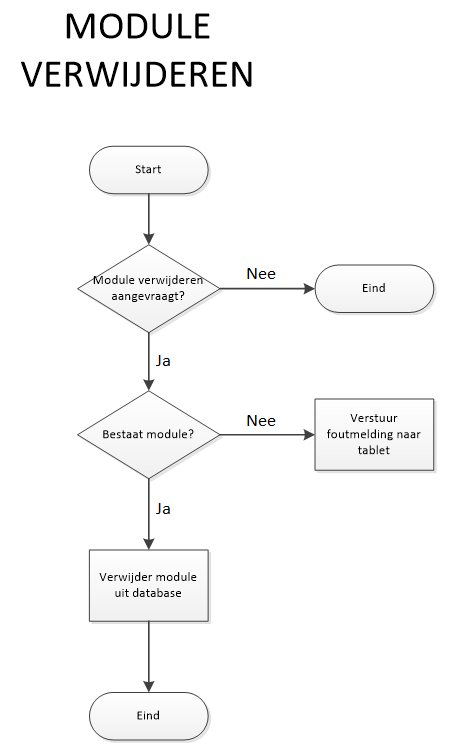 MODULE
VERWIJDEREN
Start
Module verwijderen
aangevraagt?
Nee
Eind
Ja
Bestaat module?
Nee
Verstuur
foutmelding naar
tablet
Ja
Verwijder module
uit database
Eind